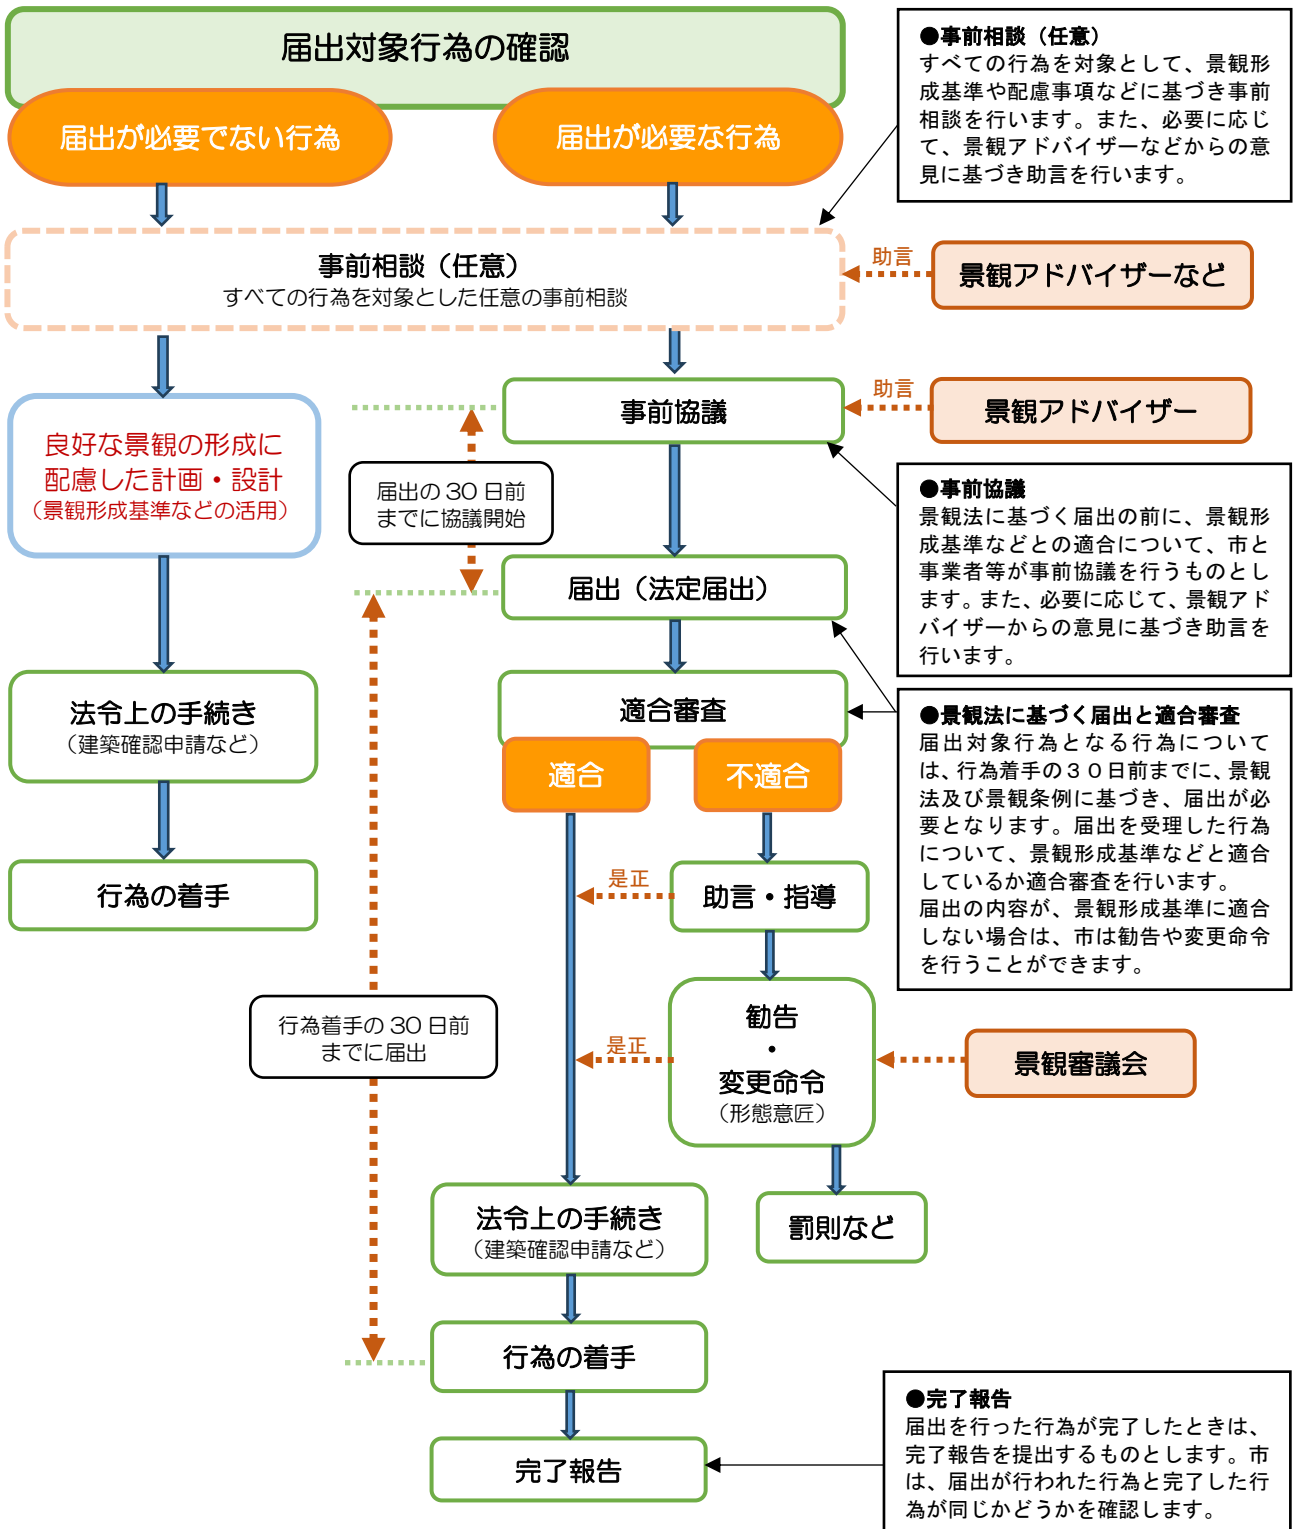 届出対象行為の確認
届出が必要でない行為
届出が必要な行為
●事前相談（任意）
すべての行為を対象として、景観形
成基準や配慮事項などに基づき事前
相談を行います。また、必要に応じ
て、景観アドバイザーなどからの意
見に基づき助言を行います。
事前相談（任意）
すべての行為を対象とした任意の事前相談
助言
景観アドバイザーなど
良好な景観の形成に
配慮した計画・設計
（景観形成基準などの活用）
事前協議
助言
景観アドバイザー
届出の30日前
までに協議開始
●事前協議
景観法に基づく届出の前に、景観形
成基準などとの適合について、市と
事業者等が事前協議を行うものとし
ます。また、必要に応じて、景観アド
バイザーからの意見に基づき助言を
行います。
届出（法定届出）
法令上の手続き
（建築確認申請など）
適合審査
適合
不適合
●景観法に基づく届出と適合審査
届出対象行為となる行為について
は、行為着手の３０日前までに、景観
法及び景観条例に基づき、届出が必
要となります。届出を受理した行為
について、景観形成基準などと適合
しているか適合審査を行います。
届出の内容が、景観形成基準に適合
しない場合は、市は勧告や変更命令
を行うことができます。
行為の着手
是正
助言・指導
行為着手の30日前
までに届出
是正
勧告
・
変更命令
（形態意匠）
景観審議会
法令上の手続き
（建築確認申請など）
罰則など
行為の着手
完了報告
●完了報告
届出を行った行為が完了したときは、
完了報告を提出するものとします。市
は、届出が行われた行為と完了した行
為が同じかどうかを確認します。